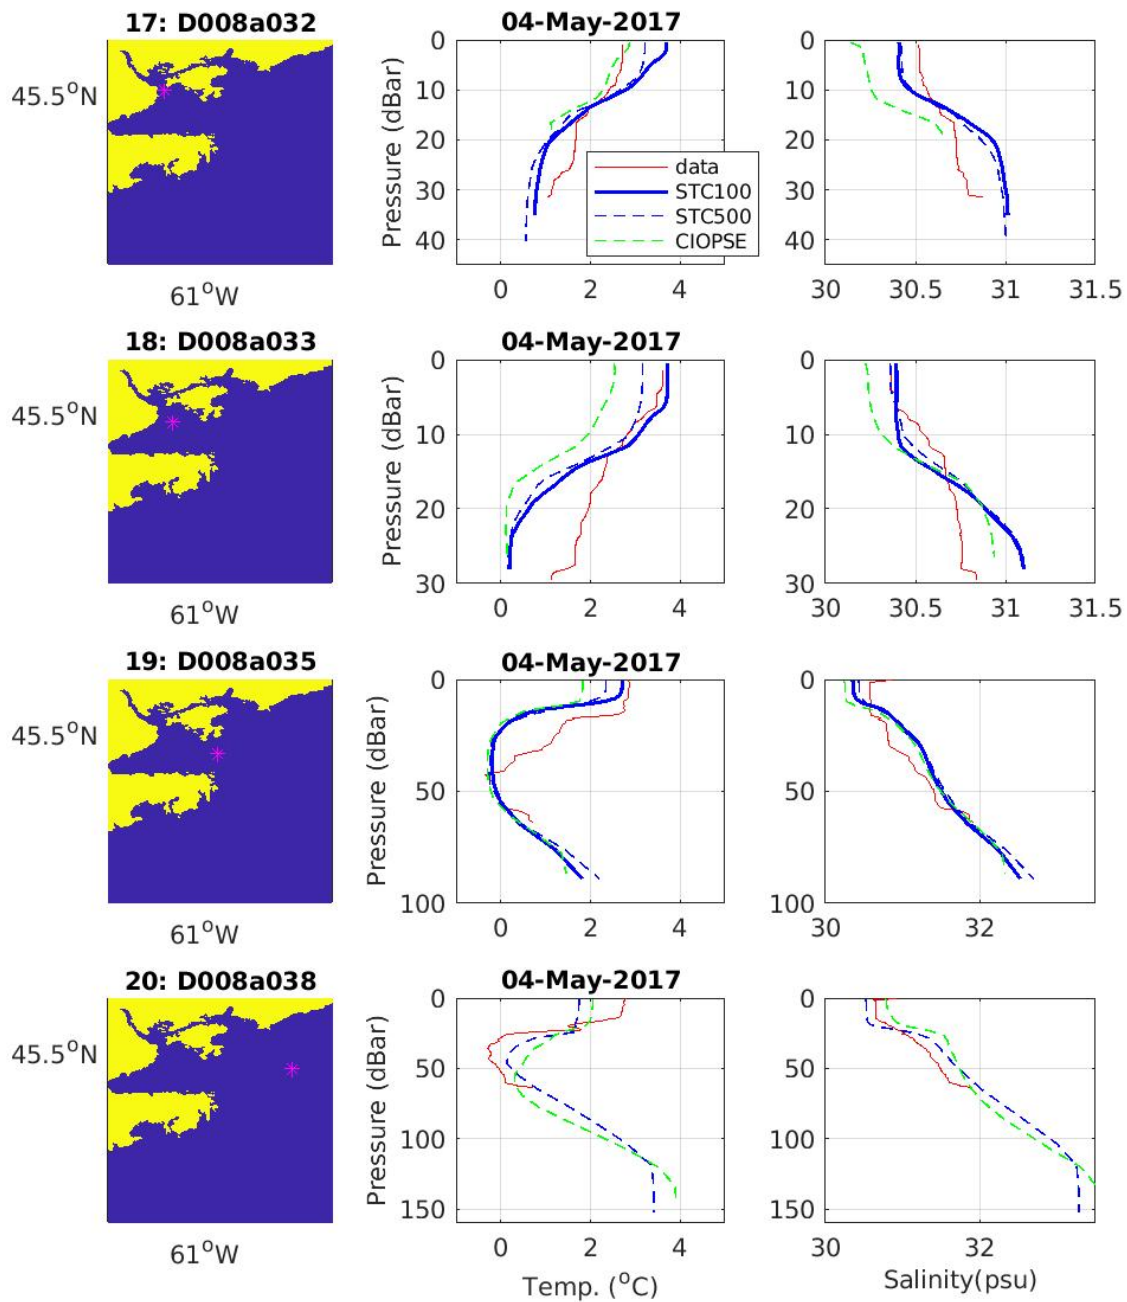 17: D008a032
04-May-2017
45.5°N
61°W
Pressure (dBar)
0
10
20
30
40
0 2 4
data
STC100
STC500
CIOPSE
30 30.5 31 31.5
0
10
20
30
40
18: D008a033
04-May-2017
45.5°N
61°W
Pressure (dBar)
0
10
20
30
0 2 4
0
10
20
30
30 30.5 31 31.5
19: D008a035
04-May-2017
45.5°N
61°W
Pressure (dBar)
0
50
100
0 2 4
0
50
100
30 32
20: D008a038
04-May-2017
45.5°N
61°W
Pressure (dBar)
0
50
100
150
0 2 4
Temp. (°C)
0
50
100
150
30 32
Salinity(psu)